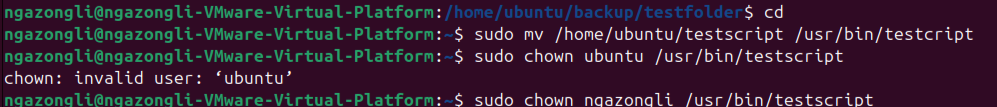 ngazongli@ngazongli-VMware-Virtual-Platform:/home/ubuntu/backup/testfolder$ cd
ngazongli@ngazongli-VMware-Virtual-Platform:~$ sudo mv /home/ubuntu/testscript /usr/bin/testcript
ngazongli@ngazongli-VMware-Virtual-Platform:~$ sudo chown ubuntu /usr/bin/testscript
chown: invalid user: ‘ubuntu’
ngazongli@ngazongli-VMware-Virtual-Platform:~$ sudo chown ngazongli /usr/bin/testscript